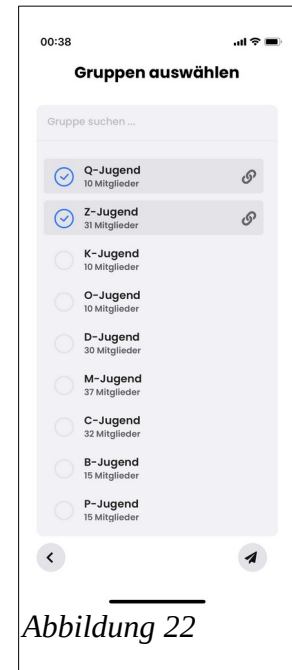 00:38
Gruppen auswählen
Gruppe suchen ...
Q-Jugend
10 Mitglieder
Z-Jugend
31 Mitglieder
K-Jugend
10 Mitglieder
O-Jugend
10 Mitglieder
D-Jugend
30 Mitglieder
M-Jugend
37 Mitglieder
C-Jugend
32 Mitglieder
B-Jugend
15 Mitglieder
P-Jugend
15 Mitglieder
Abbildung 22